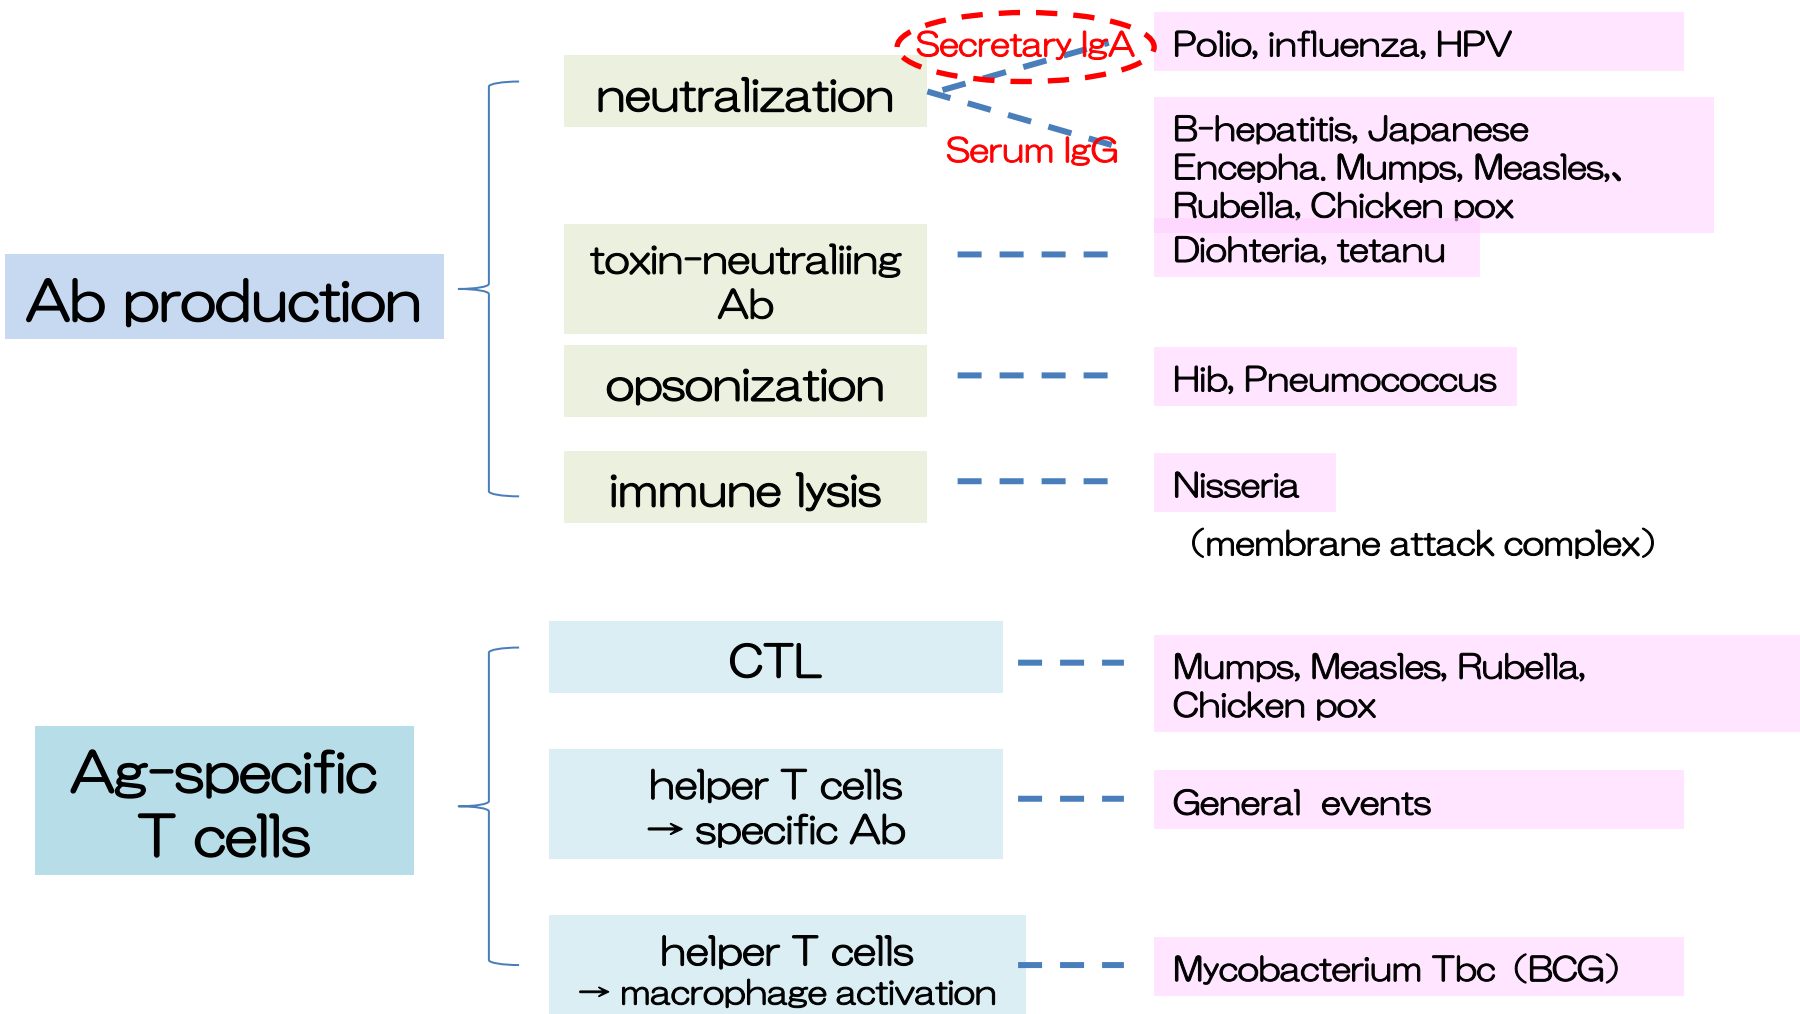 Secretary IgA
Polio, influenza, HPV
neutralization
Serum IgG
B-hepatitis, Japanese
Encepha. Mumps, Measles,、
Rubella, Chicken pox
Ab production
toxin-neutraliing
Ab
Diohteria, tetanu
opsonization
Hib, Pneumococcus
immune lysis
Nisseria
（membrane attack complex）
Ag-specific
T cells
CTL
Mumps, Measles, Rubella,
Chicken pox
helper T cells
→ specific Ab
General events
helper T cells
→ macrophage activation
Mycobacterium Tbc（BCG）